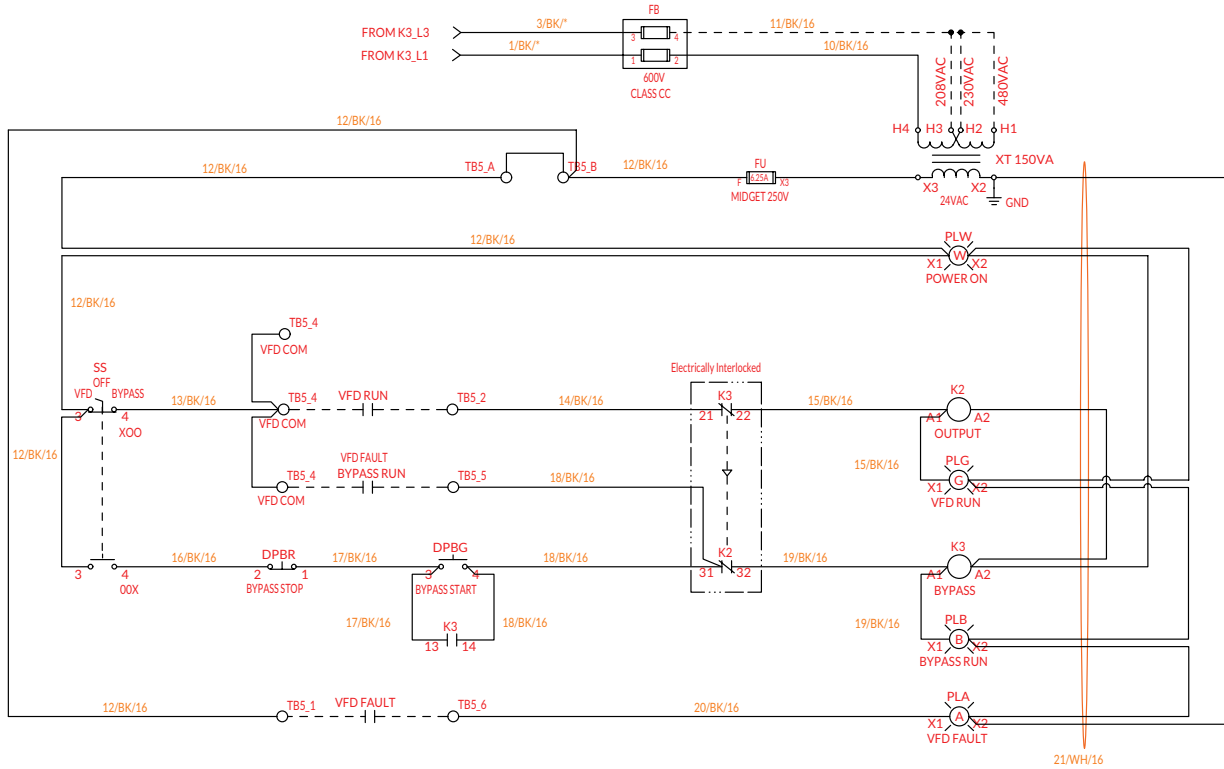 FB
3/BK/*
11/BK/16
FROM K3_L3
3
4
1/BK/*
10/BK/16
FROM K3_L1
1
2
600V
CLASS CC
208VAC
230VAC
480VAC
12/BK/16
H4
H3
H2
H1
XT 150VA
12/BK/16
TB5_A
TB5_B
12/BK/16
FU
F
6.25A
X3
MIDGET 250V
X3
X2
24VAC
GND
12/BK/16
PLW
W
X1
X2
POWER ON
12/BK/16
TB5_4
VFD COM
SS
OFF
VFD
BYPASS
3
4
XOO
13/BK/16
TB5_4
VFD COM
VFD RUN
TB5_2
14/BK/16
Electrically Interlocked
K3
21
22
15/BK/16
K2
A1
A2
OUTPUT
12/BK/16
TB5_4
VFD COM
VFD FAULT
BYPASS RUN
TB5_5
18/BK/16
15/BK/16
PLG
G
X1
X2
VFD RUN
3
4
00X
16/BK/16
DPBR
2
1
BYPASS STOP
17/BK/16
DPBG
3
4
BYPASS START
18/BK/16
K2
31
32
19/BK/16
K3
A1
A2
BYPASS
17/BK/16
K3
13
14
18/BK/16
19/BK/16
PLB
B
X1
X2
BYPASS RUN
12/BK/16
TB5_1
VFD FAULT
TB5_6
20/BK/16
PLA
A
X1
X2
VFD FAULT
21/WH/16